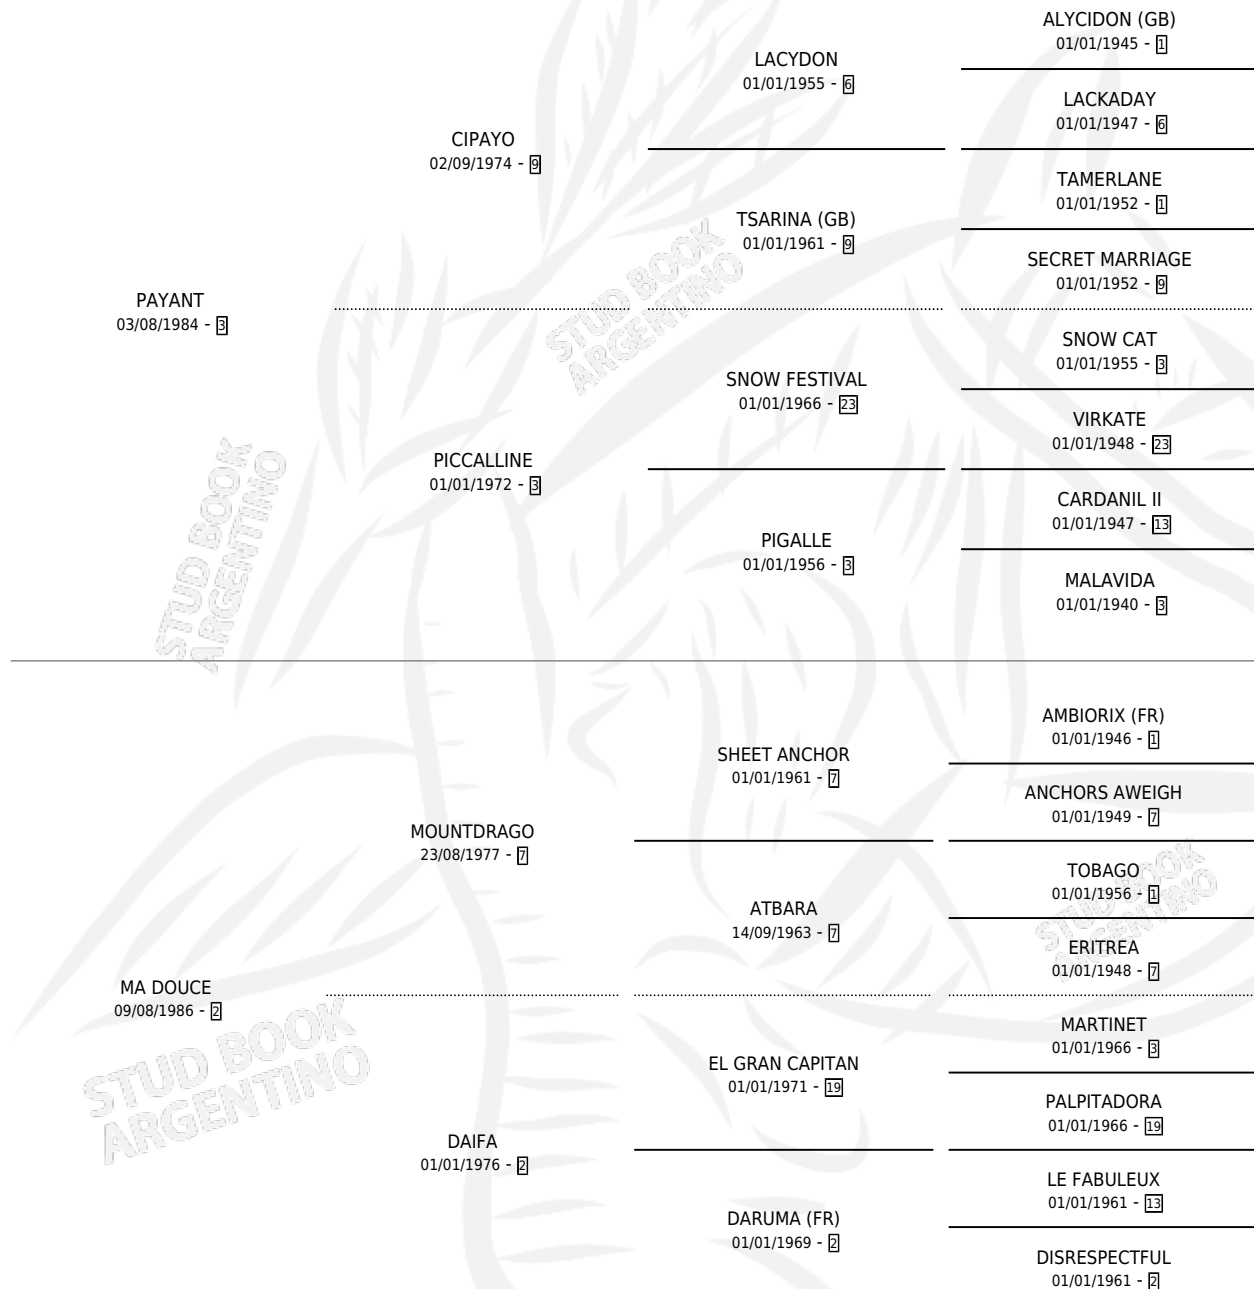 ALYCIDON (GB)
01/01/1945 - 1
LACYDON
01/01/1955 - 6
LACKADAY
01/01/1947 - 6
CIPAYO
02/09/1974 - 9
TAMERLANE
01/01/1952 - 1
TSARINA (GB)
01/01/1961 - 9
SECRET MARRIAGE
01/01/1952 - 9
PAYANT
03/08/1984 - 3
SNOW CAT
01/01/1955 - 3
SNOW FESTIVAL
01/01/1966 - 23
VIRKATE
01/01/1948 - 23
PICCALLINE
01/01/1972 - 3
CARDANIL II
01/01/1947 - 13
PIGALLE
01/01/1956 - 3
MALAVIDA
01/01/1940 - 3
STUD BOOK
ARGENTINO
STUD BOOK
ARGENTINO
AMBIORIX (FR)
01/01/1946 - 1
SHEET ANCHOR
01/01/1961 - 7
ANCHORS AWEIGH
01/01/1949 - 7
MOUNTDRAGO
23/08/1977 - 7
TOBAGO
01/01/1956 - 1
ATBARA
14/09/1963 - 7
ERITREA
01/01/1948 - 7
MA DOUCE
09/08/1986 - 2
MARTINET
01/01/1966 - 3
EL GRAN CAPITAN
01/01/1971 - 19
PALPITADORA
01/01/1966 - 19
DAIFA
01/01/1976 - 2
LE FABULEUX
01/01/1961 - 13
DARUMA (FR)
01/01/1969 - 2
DISRESPECTFUL
01/01/1961 - 2
STUD BOOK
ARGENTINO
STUD BOOK
ARGENTINO